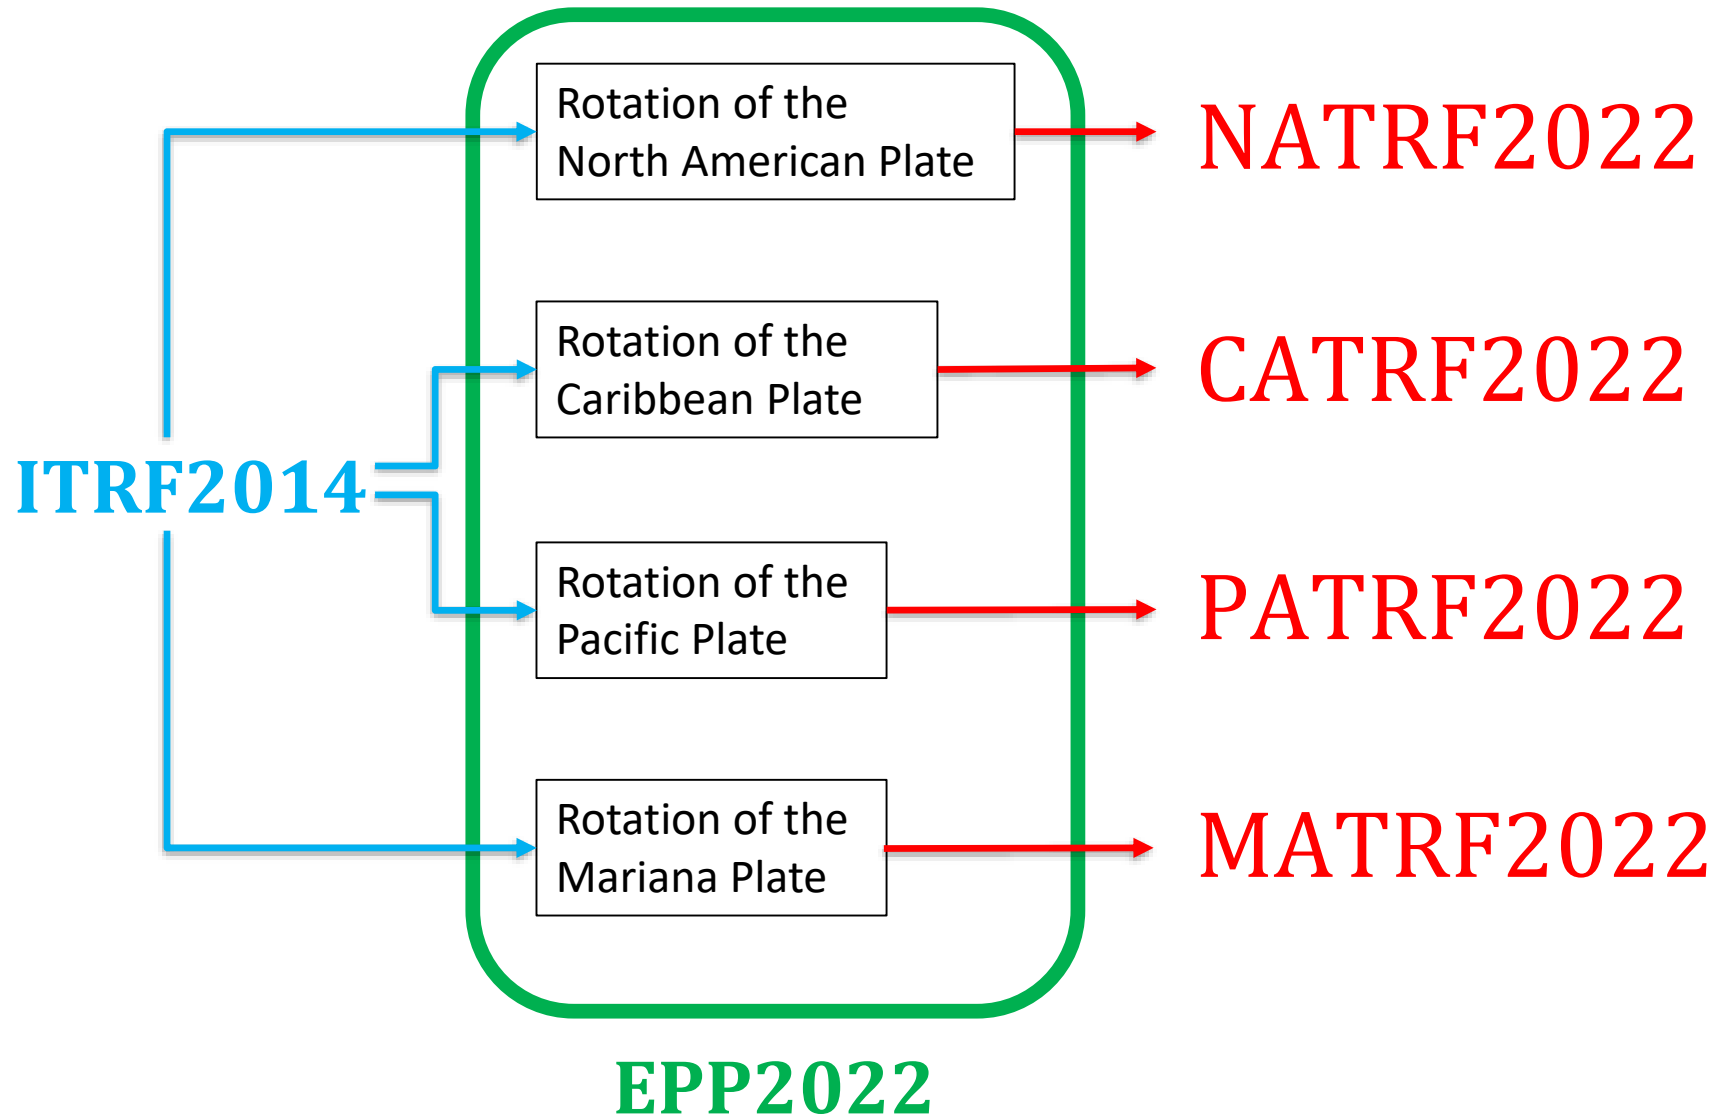 Rotation of the
North American Plate
NATRF2022
Rotation of the
Caribbean Plate
CATRF2022
ITRF2014
Rotation of the
Pacific Plate
PATRF2022
Rotation of the
Mariana Plate
MATRF2022
EPP2022